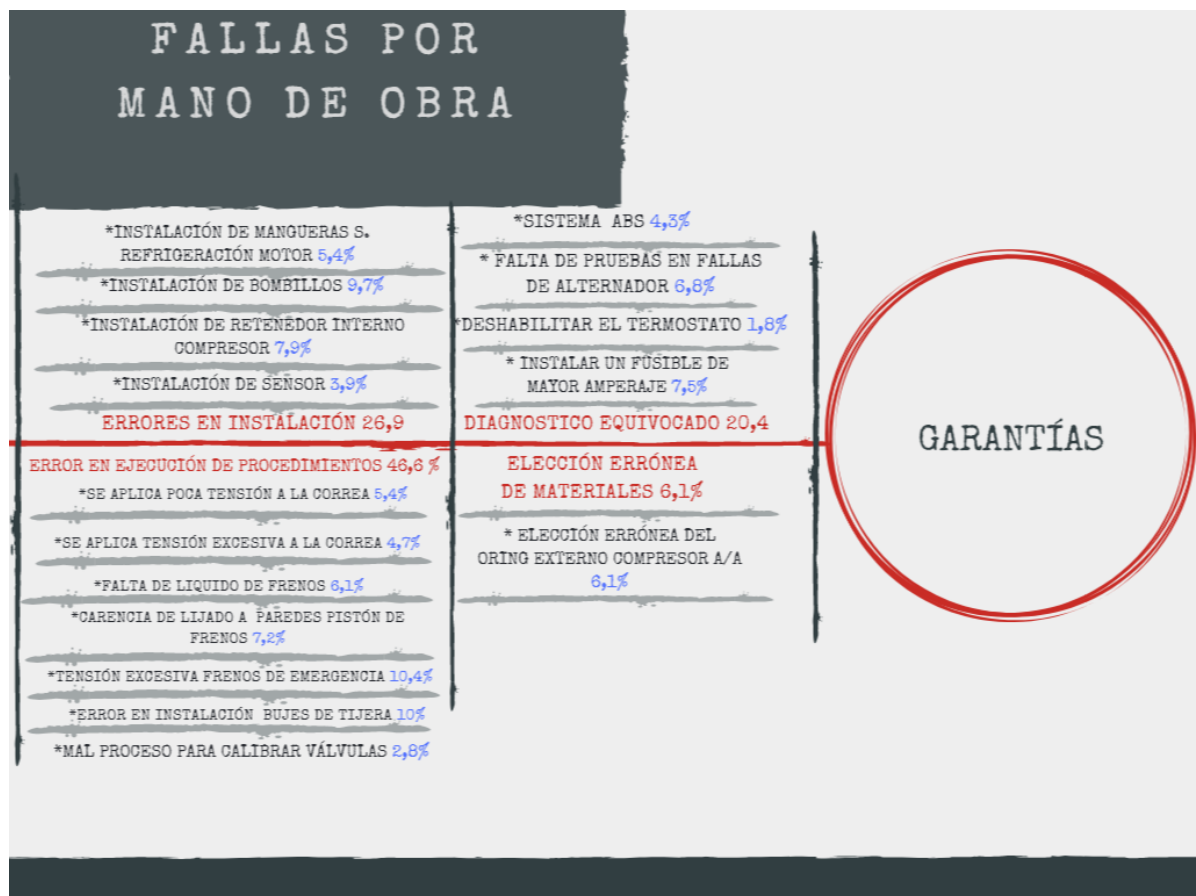 FALLAS POR
MANO DE OBRA
*INSTALACIÓN DE MANGUERAS S.
REFRIGERACIÓN MOTOR 5,4%
*INSTALACIÓN DE BOMBILLOS 9,7%
*INSTALACIÓN DE RETENEDOR INTERNO
COMPRESOR 7,9%
*INSTALACIÓN DE SENSOR 3,9%
ERRORES EN INSTALACIÓN 26,9
*SISTEMA ABS 4,3%
* FALTA DE PRUEBAS EN FALLAS
DE ALTERNADOR 6,8%
*DESHABILITAR EL TERMOSTATO 1,8%
* INSTALAR UN FUSIBLE DE
MAYOR AMPERAJE 7,5%
DIAGNOSTICO EQUIVOCADO 20,4
ERROR EN EJECUCIÓN DE PROCEDIMIENTOS 46,6 %
*SE APLICA POCA TENSIÓN A LA CORREA 5,4%
*SE APLICA TENSIÓN EXCESIVA A LA CORREA 4,7%
*FALTA DE LIQUIDO DE FRENOS 6,1%
*CARENCIA DE LIJADO A PAREDES PISTÓN DE
FRENOS 7,2%
*TENSIÓN EXCESIVA FRENOS DE EMERGENCIA 10,4%
*ERROR EN INSTALACIÓN BUJES DE TIJERA 10%
*MAL PROCESO PARA CALIBRAR VÁLVULAS 2,8%
ELECCIÓN ERRÓNEA
DE MATERIALES 6,1%
* ELECCIÓN ERRÓNEA DEL
ORING EXTERNO COMPRESOR A/A
6,1%
GARANTÍAS